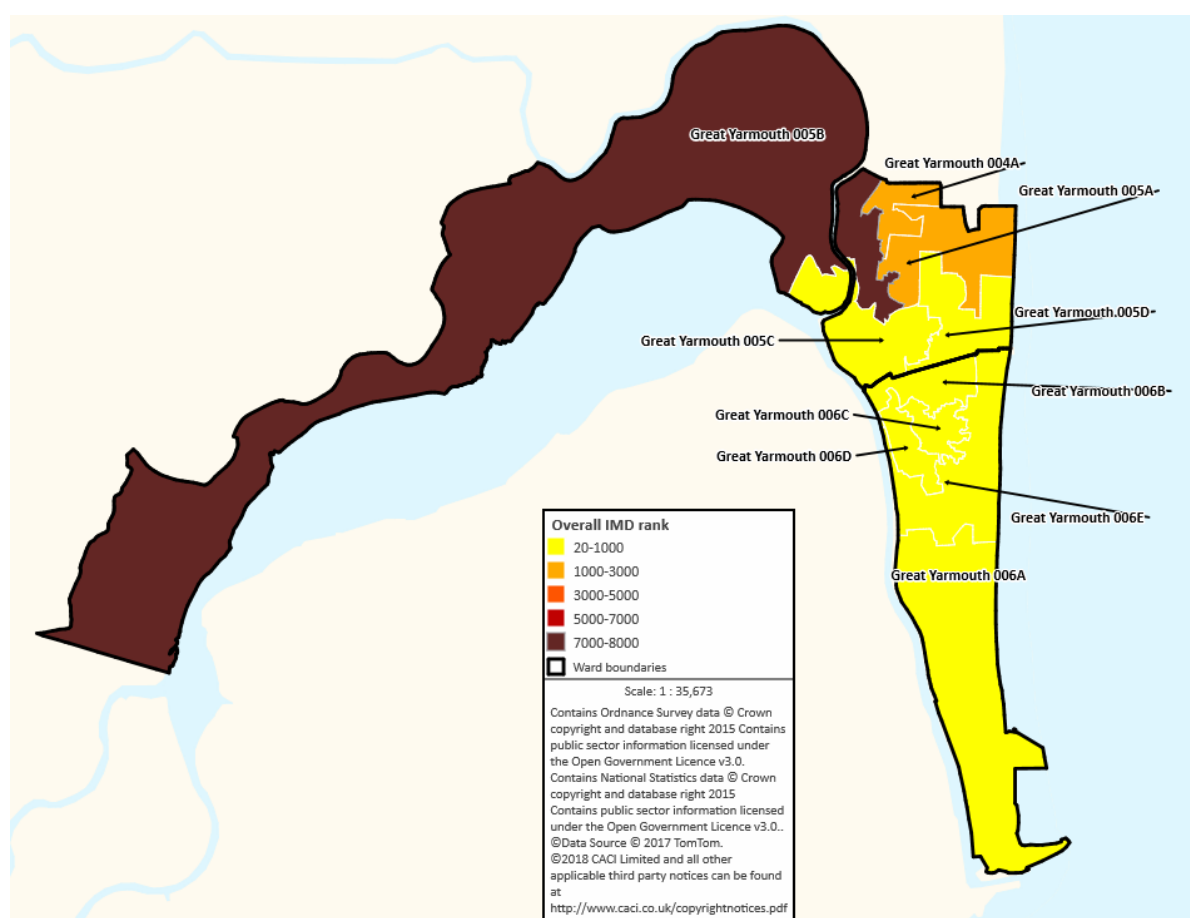 Great Yarmouth 005B
Great Yarmouth 004A
Great Yarmouth 005A
Great Yarmouth 005D
Great Yarmouth 005C
Great Yarmouth 006B
Great Yarmouth 006C
Great Yarmouth 006D
Great Yarmouth 006E
Great Yarmouth 006A
Overall IMD rank
20-1000
1000-3000
3000-5000
5000-7000
7000-8000
Ward boundaries
Scale: 1 : 35,673
Contains Ordnance Survey data © Crown
copyright and database right 2015 Contains
public sector information licensed under
the Open Government Licence v3.0.
Contains National Statistics data © Crown
copyright and database right 2015
Contains public sector information licensed
under the Open Government Licence v3.0..
©Data Source © 2017 TomTom.
©2018 CACI Limited and all other
applicable third party notices can be found
at
http://www.caci.co.uk/copyrightnotices.pdf